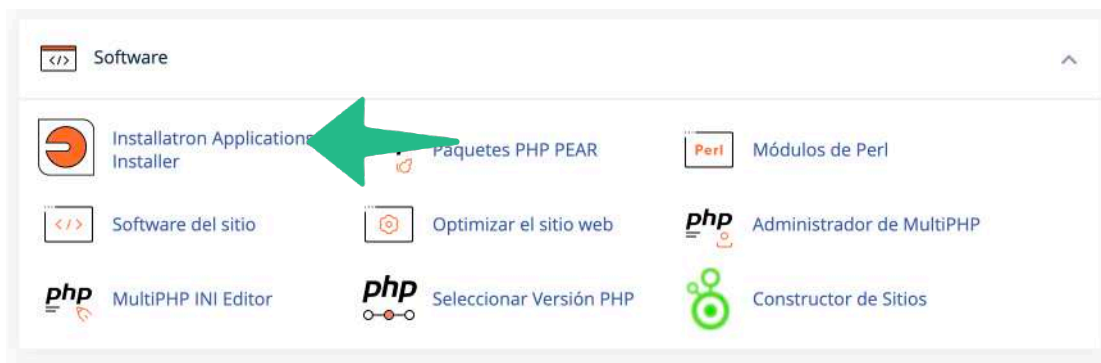 </> Software
Installatron Applications
Installer
Paquetes PHP PEAR
Perl
Módulos de Perl
</> Software del sitio
Optimizar el sitio web
php
Administrador de MultiPHP
php
MultiPHP INI Editor
php
Seleccionar Versión PHP
Constructor de Sitios